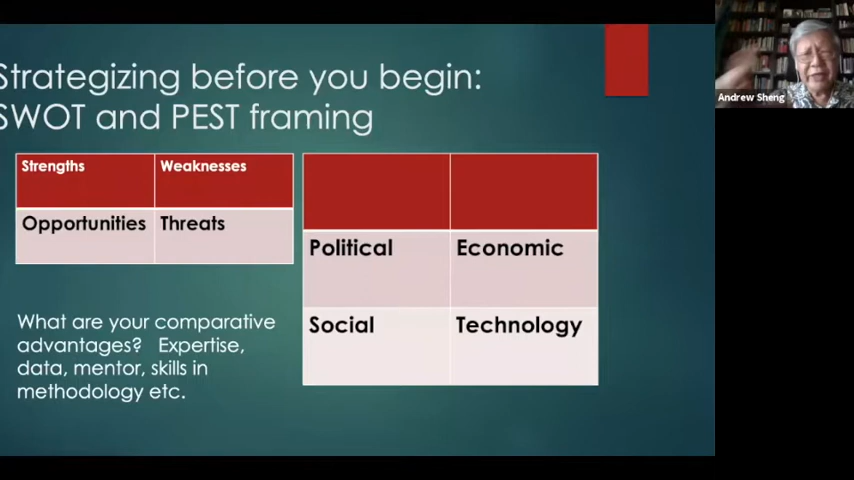 Strategizing before you begin:
SWOT and PEST framing
Strengths Weaknesses
Opportunities Threats
Political Economic
Social Technology
What are your comparative
advantages? Expertise,
data, mentor, skills in
methodology etc.
Andrew Sheng